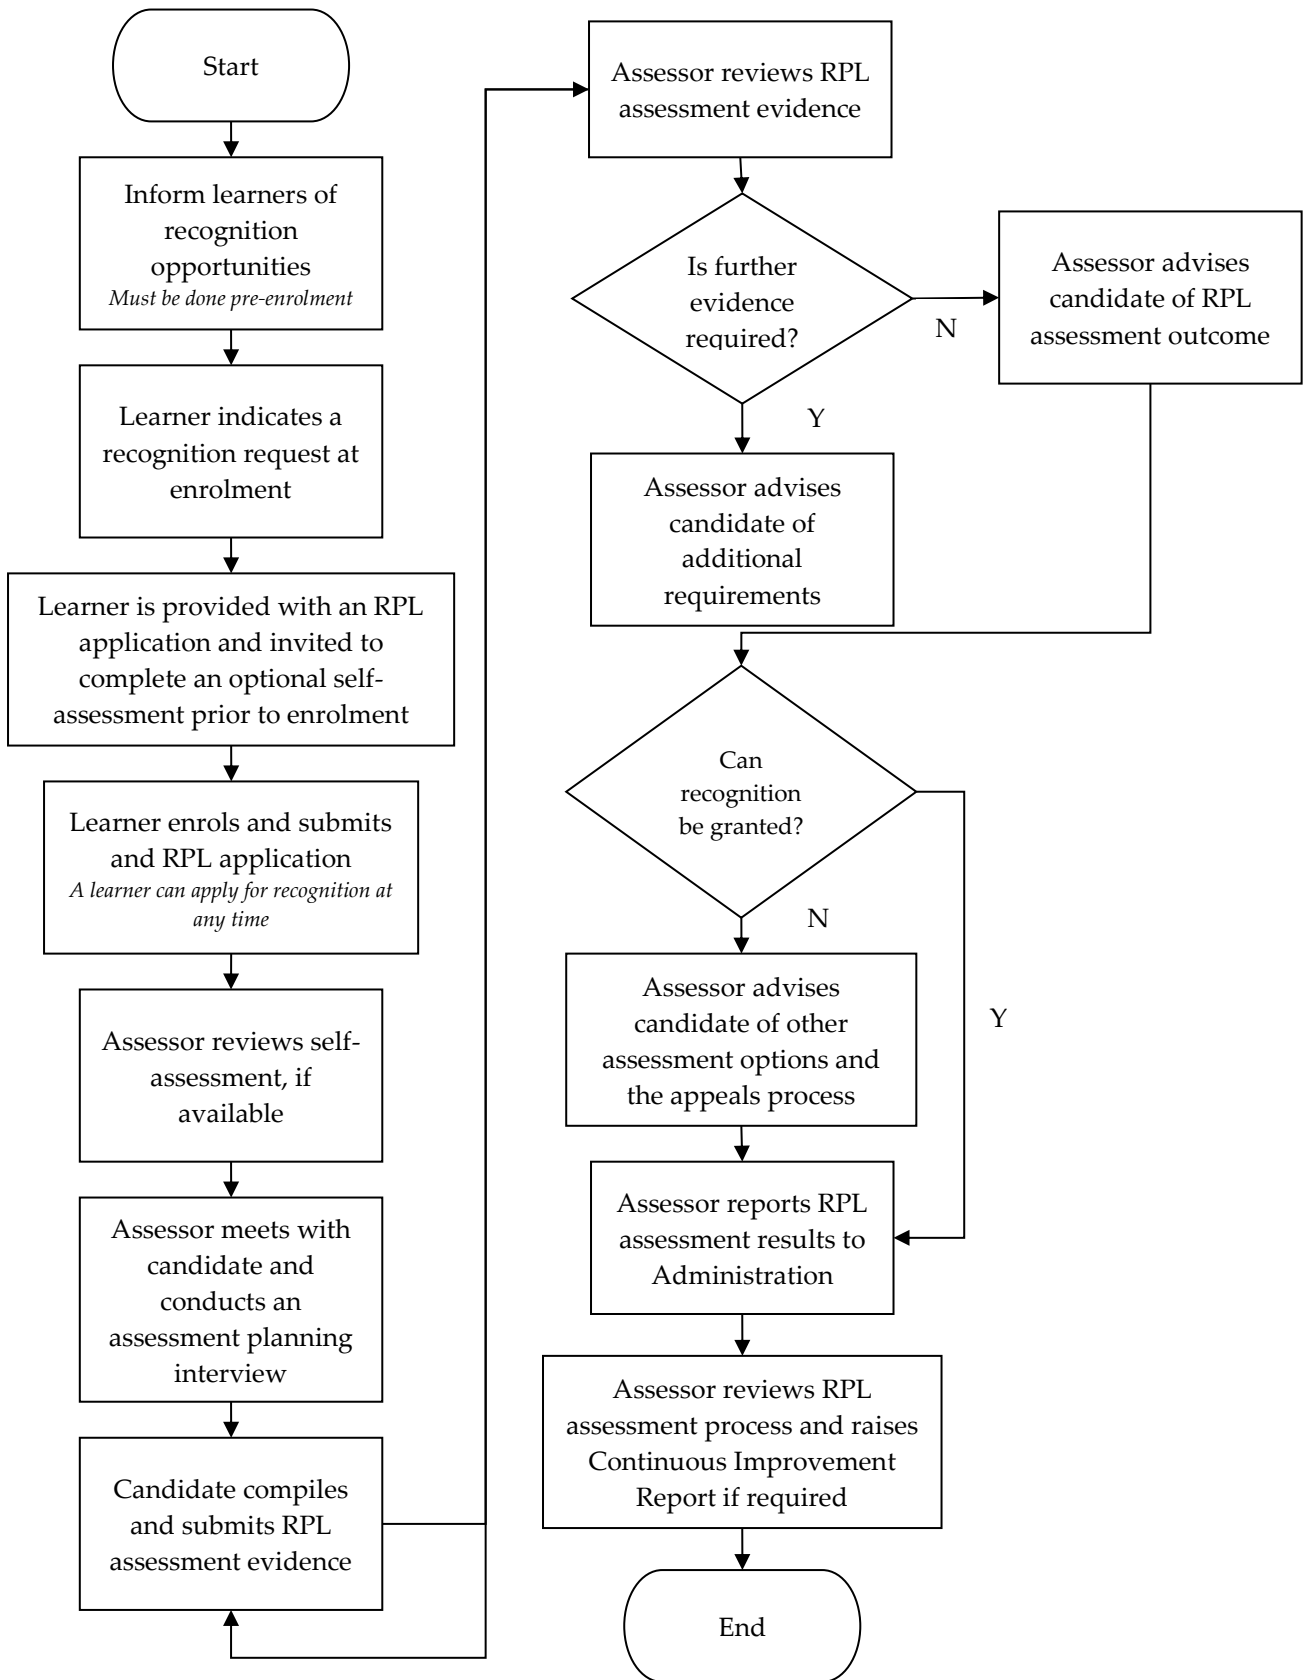 Start
Inform learners of
recognition
opportunities
Must be done pre-enrolment
Learner indicates a
recognition request at
enrolment
Learner is provided with an RPL
application and invited to
complete an optional self-
assessment prior to enrolment
Learner enrols and submits
and RPL application
A learner can apply for recognition at
any time
Assessor reviews self-
assessment, if
available
Assessor meets with
candidate and
conducts an
assessment planning
interview
Candidate compiles
and submits RPL
assessment evidence
Assessor reviews RPL
assessment evidence
Is further
evidence
required?
N
Assessor advises
candidate of RPL
assessment outcome
Y
Assessor advises
candidate of
additional
requirements
Can
recognition
be granted?
N
Y
Assessor advises
candidate of other
assessment options and
the appeals process
Assessor reports RPL
assessment results to
Administration
Assessor reviews RPL
assessment process and raises
Continuous Improvement
Report if required
End